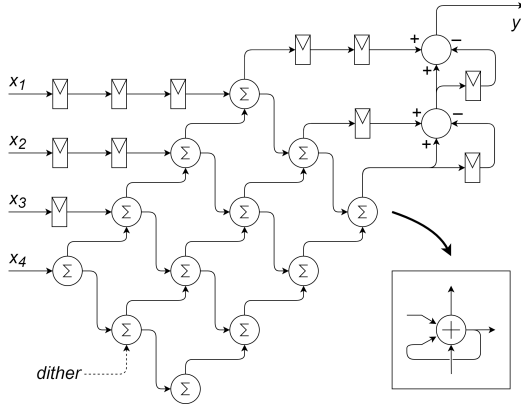 y
x1
x2
x3
x4
Σ Σ Σ Σ Σ Σ Σ Σ Σ Σ Σ Σ
dither
+ + −
+ + −
+